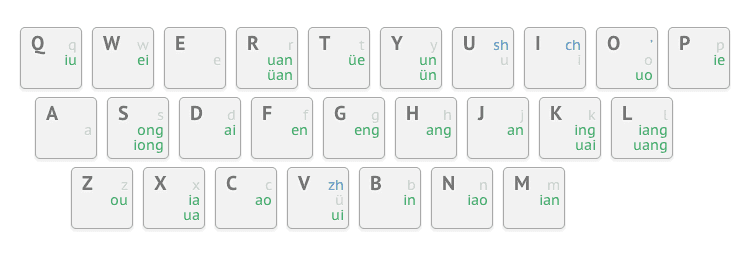 Q q W w E R r T t Y y U sh I ch O ' P p
iu ei e uan üe un u i o ie
üan ün uo
A S s D d F f G g H h J j K k L l
a ong ai en eng ang an ing iang
iong uai uang
Z z X x C c V zh B b N n M m
ou ia ao ü in iao ian
ua ui